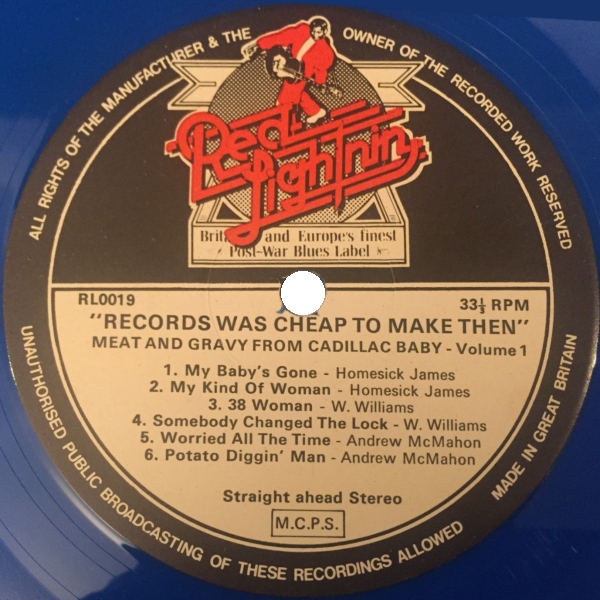 ALL RIGHTS OF THE MANUFACTURER & THE OWNER OF THE RECORDED WORK RESERVED
Red
Lightnin'
Brit and Europe's finest
Post-War Blues Label
RL0019
33⅓ RPM
"RECORDS WAS CHEAP TO MAKE THEN"
MEAT AND GRAVY FROM CADILLAC BABY - Volume 1
1. My Baby's Gone - Homesick James
2. My Kind Of Woman - Homesick James
3. 38 Woman - W. Williams
4. Somebody Changed The Lock - W. Williams
5. Worried All The Time - Andrew McMahon
6. Potato Diggin' Man - Andrew McMahon
Straight ahead Stereo
M.C.P.S.
UNAUTHORISED PUBLIC BROADCASTING OF THESE RECORDINGS ALLOWED
MADE IN GREAT BRITAIN